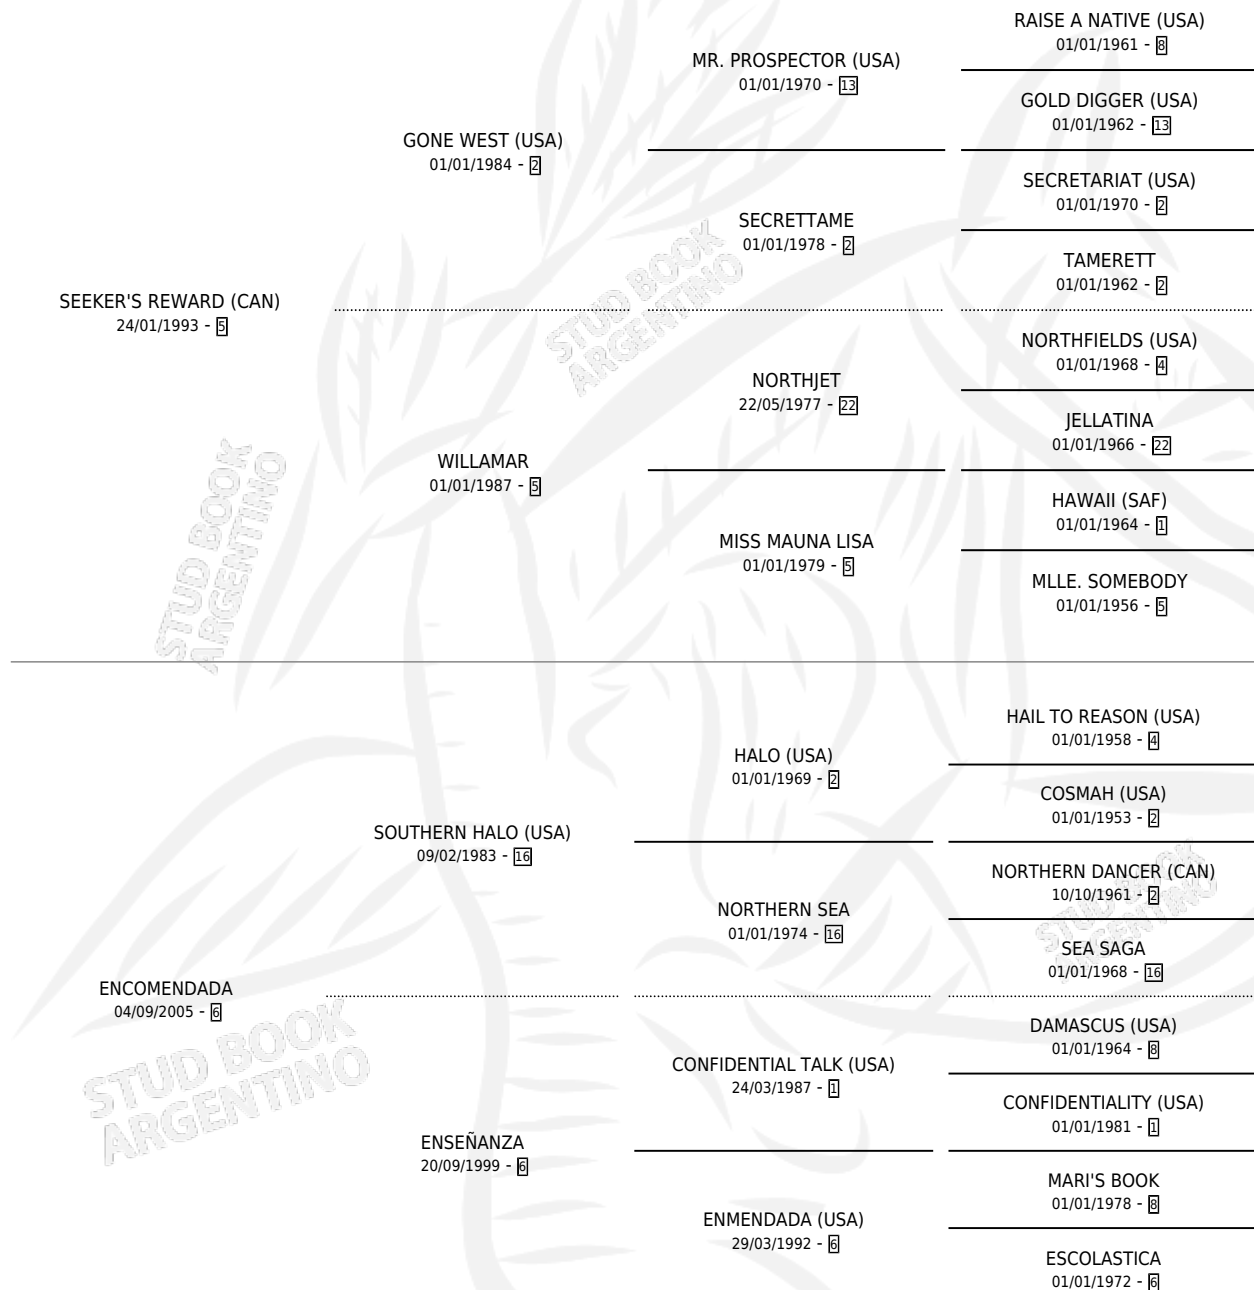 RAISE A NATIVE (USA)
01/01/1961 - 8
MR. PROSPECTOR (USA)
01/01/1970 - 13
GOLD DIGGER (USA)
01/01/1962 - 13
GONE WEST (USA)
01/01/1984 - 2
SECRETARIAT (USA)
01/01/1970 - 2
SECRETTAME
01/01/1978 - 2
TAMERETT
01/01/1962 - 2
SEEKER'S REWARD (CAN)
24/01/1993 - 5
NORTHFIELDS (USA)
01/01/1968 - 4
NORTHJET
22/05/1977 - 22
JELLATINA
01/01/1966 - 22
WILLAMAR
01/01/1987 - 5
HAWAII (SAF)
01/01/1964 - 1
MISS MAUNA LISA
01/01/1979 - 5
MLLE. SOMEBODY
01/01/1956 - 5
STUD BOOK
ARGENTINO
STUD BOOK
ARGENTINO
HAIL TO REASON (USA)
01/01/1958 - 4
HALO (USA)
01/01/1969 - 2
COSMAH (USA)
01/01/1953 - 2
SOUTHERN HALO (USA)
09/02/1983 - 16
NORTHERN DANCER (CAN)
10/10/1961 - 2
NORTHERN SEA
01/01/1974 - 16
SEA SAGA
01/01/1968 - 16
STUD BOOK
ARGENTINO
ENCOMENDADA
04/09/2005 - 6
DAMASCUS (USA)
01/01/1964 - 8
CONFIDENTIAL TALK (USA)
24/03/1987 - 1
CONFIDENTIALITY (USA)
01/01/1981 - 1
ENSEÑANZA
20/09/1999 - 6
MARI'S BOOK
01/01/1978 - 8
ENMENDADA (USA)
29/03/1992 - 6
ESCOLASTICA
01/01/1972 - 6
STUD BOOK
ARGENTINO